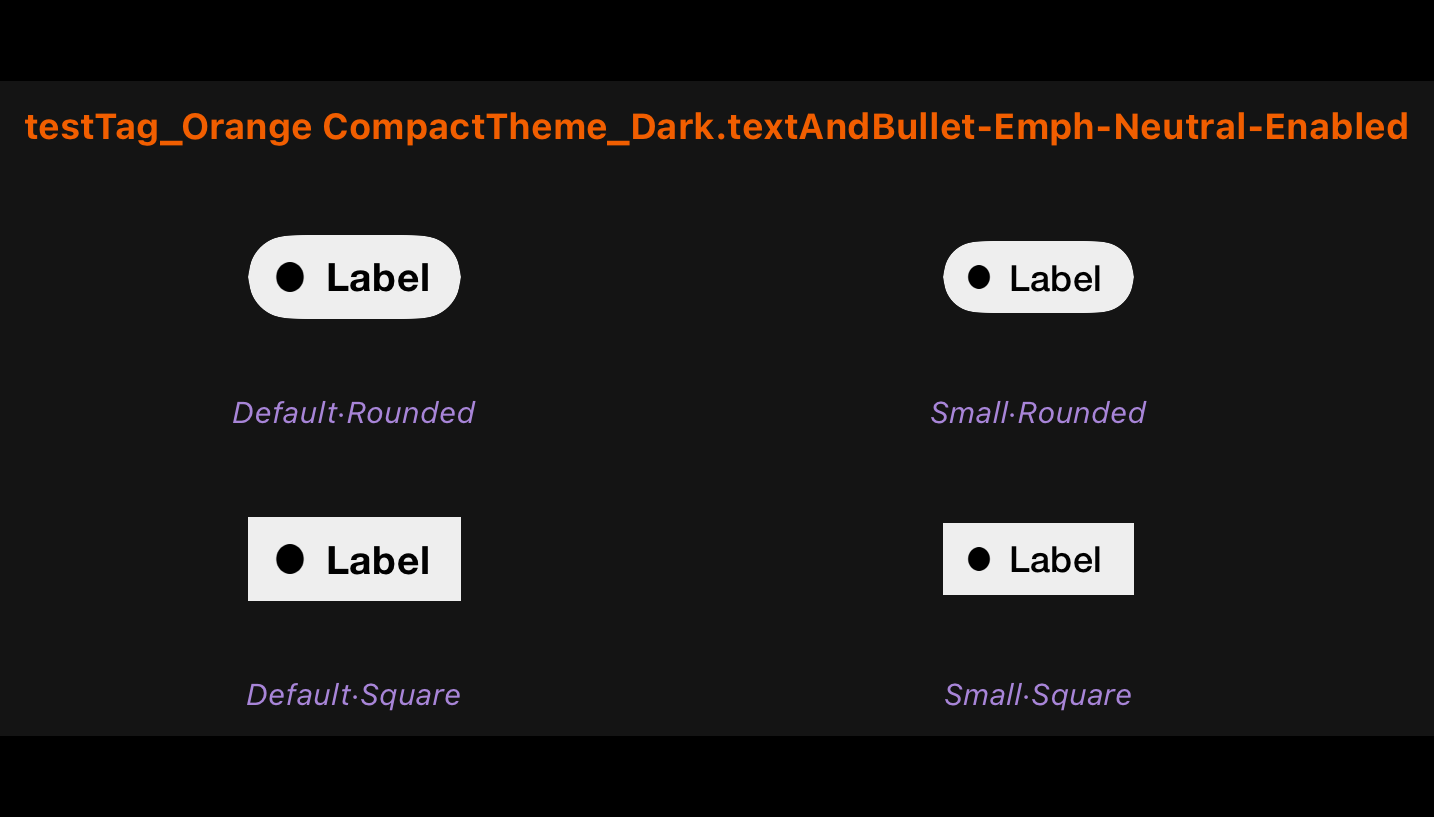 testTag_Orange CompactTheme_Dark.textAndBullet-Emph-Neutral-Enabled
Label
Label
Default·Rounded
Small·Rounded
Label
Label
Default·Square
Small·Square